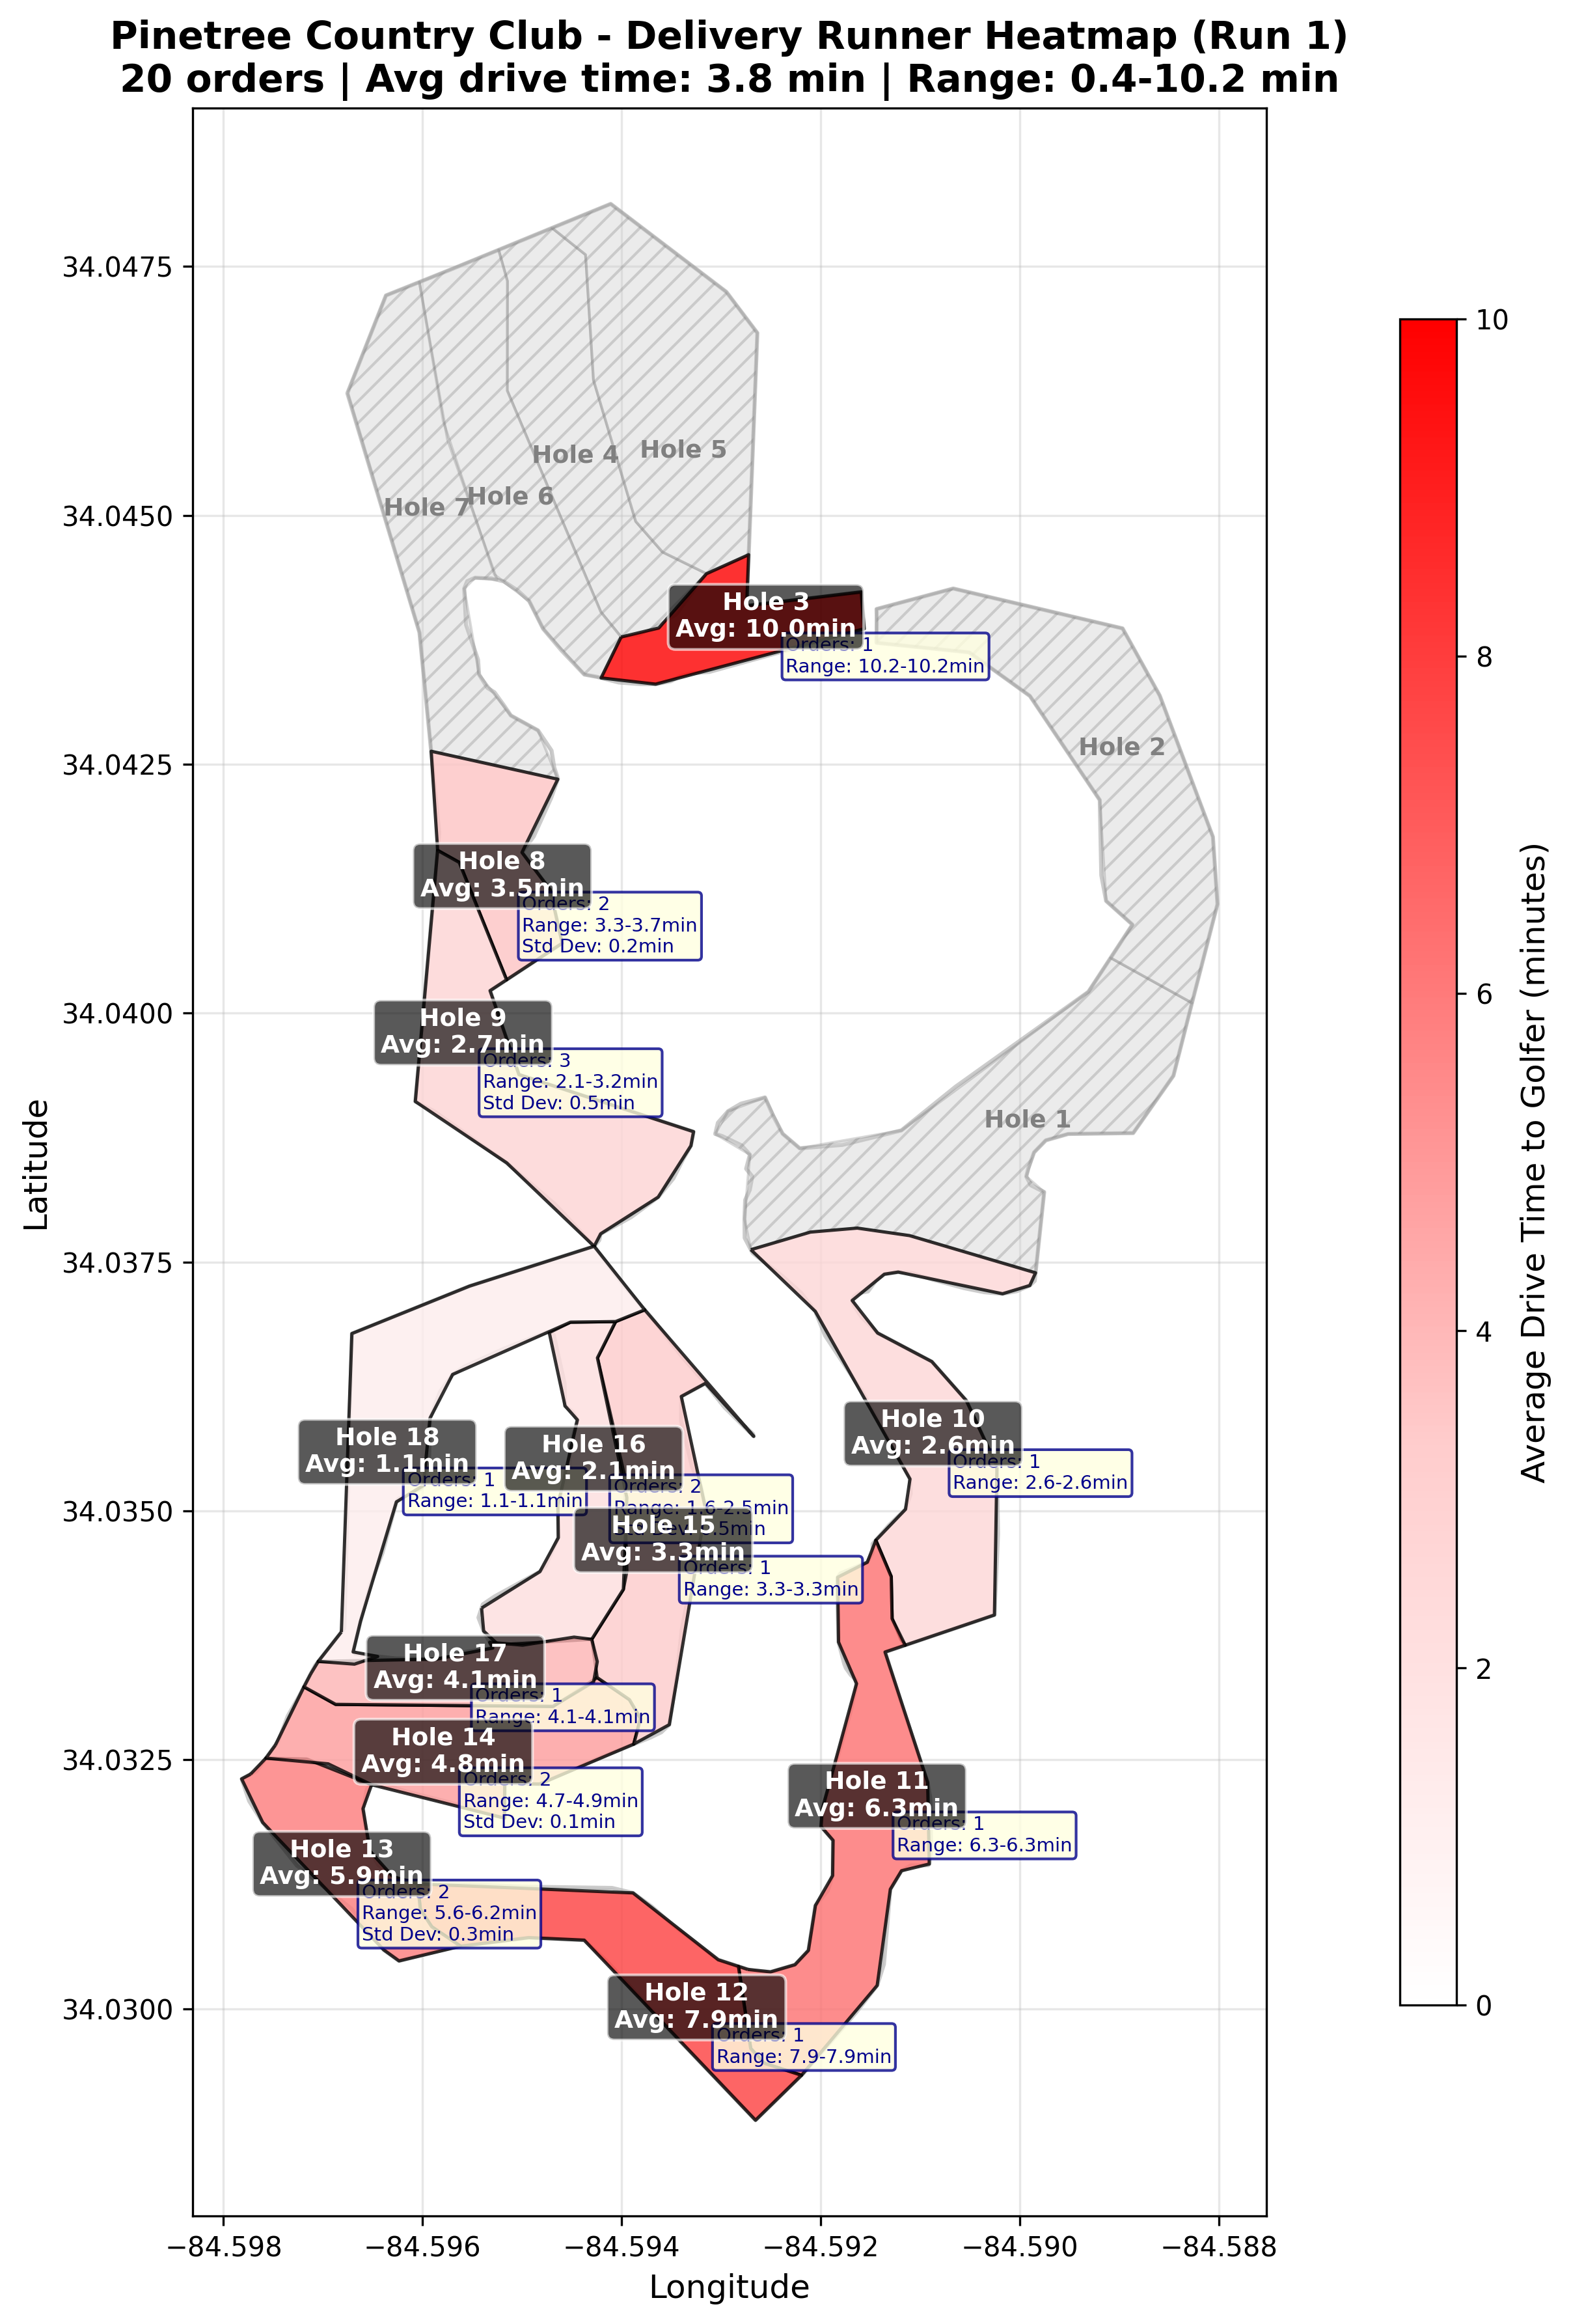 Pinetree Country Club - Delivery Runner Heatmap (Run 1)
20 orders | Avg drive time: 3.8 min | Range: 0.4-10.2 min
34.0475
34.0450
34.0425
34.0400
34.0375
34.0350
34.0325
34.0300
Latitude
Hole 5
Hole 4
Hole 6
Hole 7
Hole 3
Avg: 10.0min
Orders: 1
Range: 10.2-10.2min
Hole 2
Hole 8
Avg: 3.5min
Orders: 2
Range: 3.3-3.7min
Std Dev: 0.2min
Hole 9
Avg: 2.7min
Orders: 3
Range: 2.1-3.2min
Std Dev: 0.5min
Hole 1
Hole 10
Avg: 2.6min
Orders: 1
Range: 2.6-2.6min
Hole 18
Avg: 1.1min
Orders: 1
Range: 1.1-1.1min
Hole 16
Avg: 2.1min
Orders: 2
Range: 1.6-2.5min
Std Dev: 0.5min
Hole 15
Avg: 3.3min
Orders: 1
Range: 3.3-3.3min
Hole 17
Avg: 4.1min
Orders: 1
Range: 4.1-4.1min
Hole 14
Avg: 4.8min
Orders: 2
Range: 4.7-4.9min
Std Dev: 0.1min
Hole 11
Avg: 6.3min
Orders: 1
Range: 6.3-6.3min
Hole 13
Avg: 5.9min
Orders: 2
Range: 5.6-6.2min
Std Dev: 0.3min
Hole 12
Avg: 7.9min
Orders: 1
Range: 7.9-7.9min
−84.598
−84.596
−84.594
−84.592
−84.590
−84.588
Longitude
10
8
6
4
2
0
Average Drive Time to Golfer (minutes)